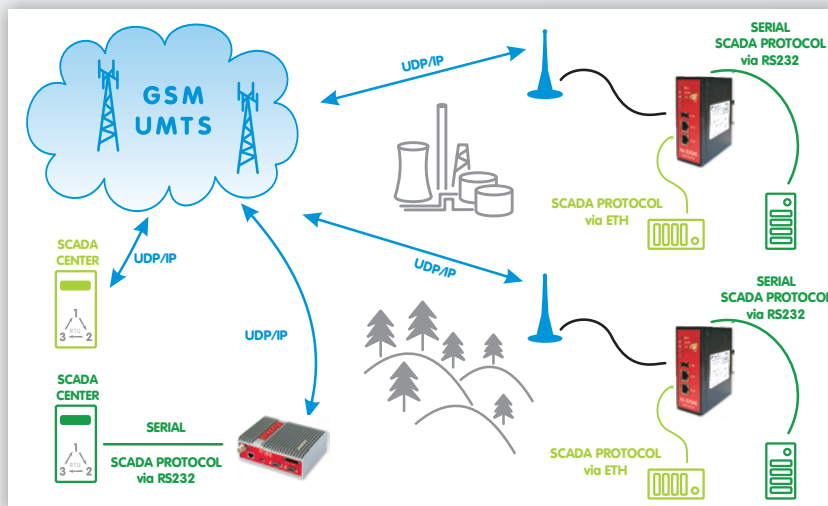 GSM
UMTS
UDP/IP
SERIAL
SCADA PROTOCOL
via RS232
SCADA PROTOCOL
via ETH
SCADA
CENTER
UDP/IP
1
RTU
3 2
UDP/IP
UDP/IP
SERIAL
SCADA PROTOCOL
via RS232
SCADA
CENTER
1
RTU
3 2
SERIAL
SCADA PROTOCOL
via RS232
SCADA PROTOCOL
via ETH